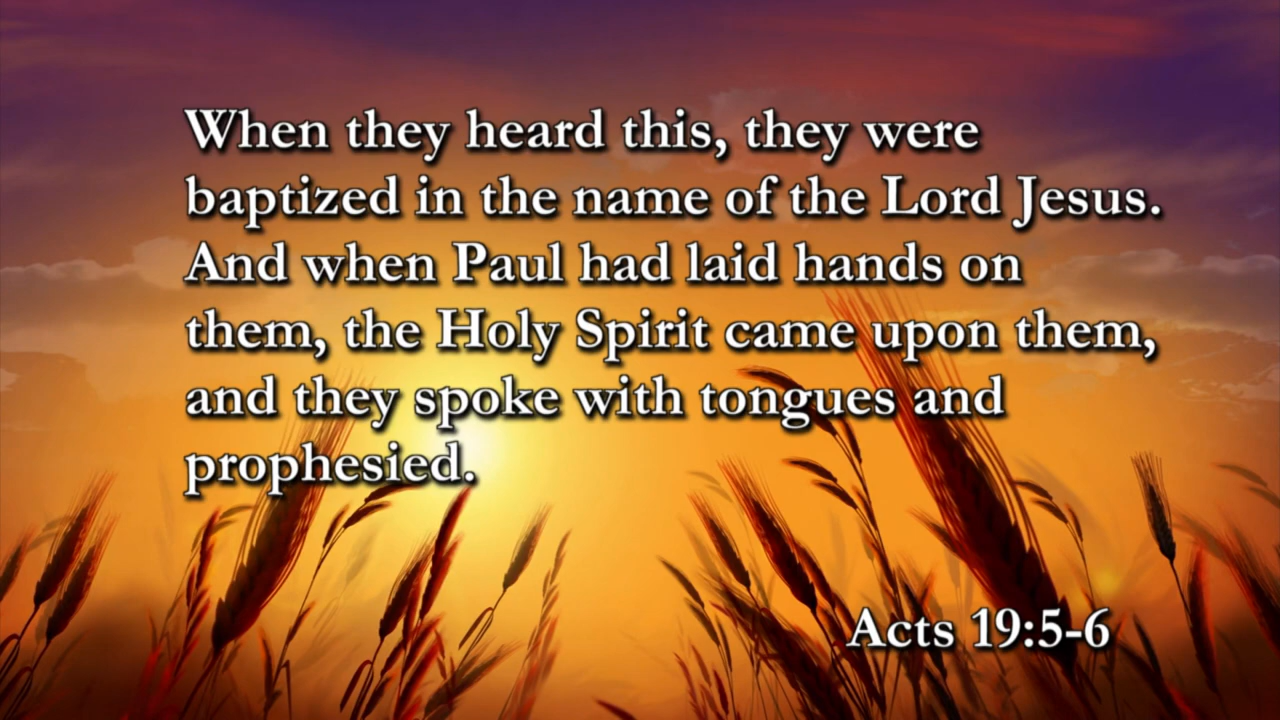 When they heard this, they were
baptized in the name of the Lord Jesus.
And when Paul had laid hands on
them, the Holy Spirit came upon them,
and they spoke with tongues and
prophesied.
Acts 19:5-6